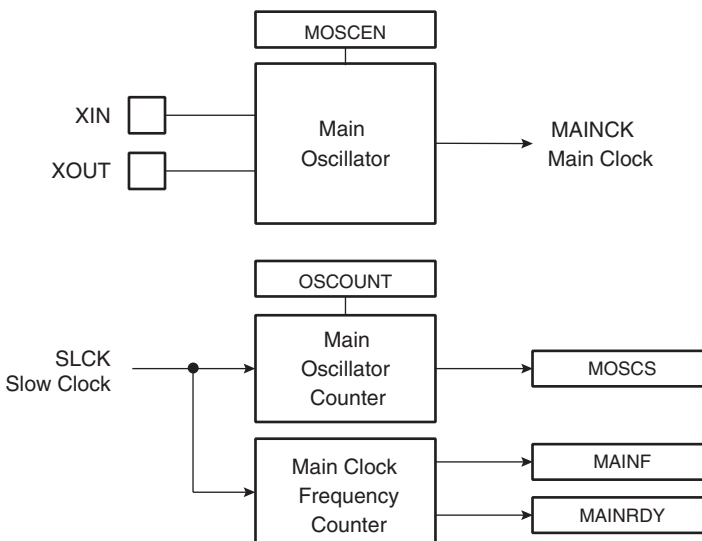 MOSCEN
XIN
XOUT
Main
Oscillator
MAINCK
Main Clock
OSCOUNT
SLCK
Slow Clock
Main
Oscillator
Counter
MOSCS
Main Clock
Frequency
Counter
MAINF
MAINRDY